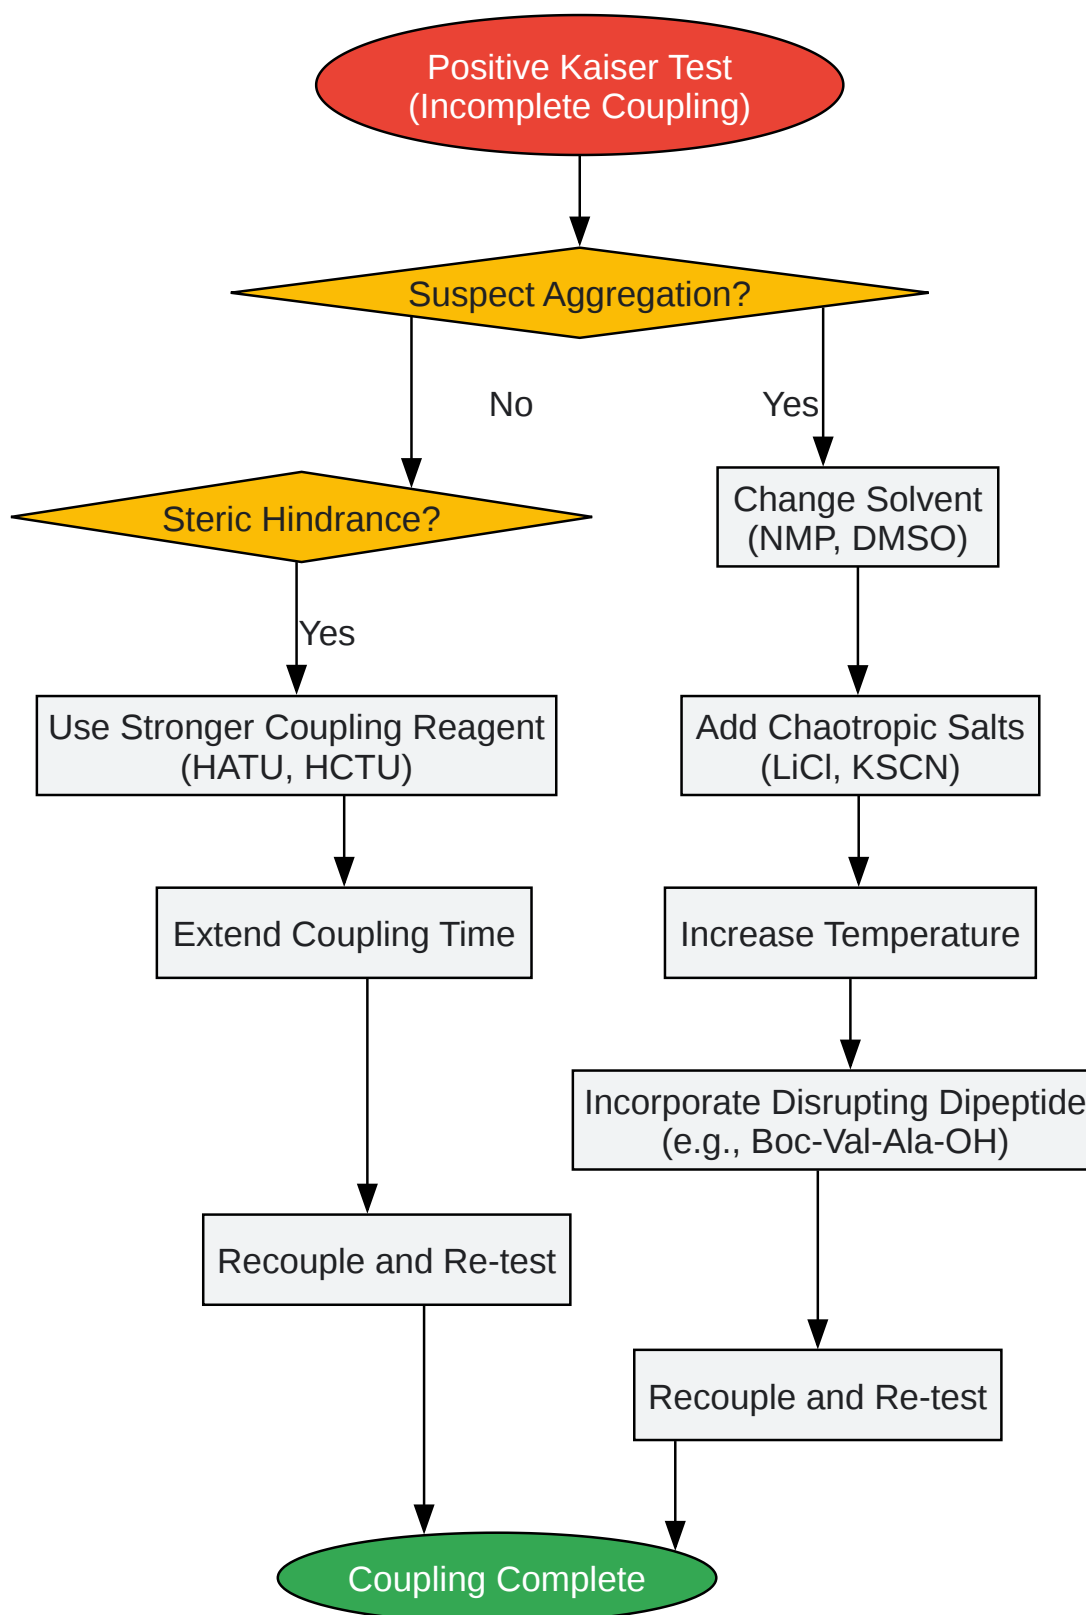 Positive Kaiser Test
(Incomplete Coupling)
Suspect Aggregation?
No
Yes
Steric Hindrance?
Change Solvent
(NMP, DMSO)
Yes
Use Stronger Coupling Reagent
(HATU, HCTU)
Add Chaotropic Salts
(LiCl, KSCN)
Extend Coupling Time
Increase Temperature
Incorporate Disrupting Dipeptide
(e.g., Boc-Val-Ala-OH)
Recouple and Re-test
Recouple and Re-test
Coupling Complete